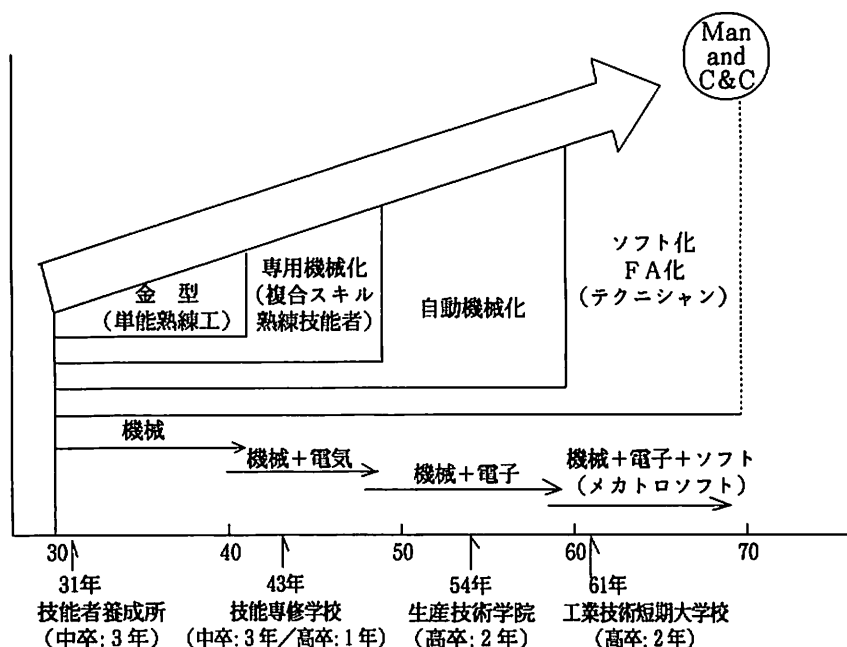 Man
and
C&C
ソフト化
FA化
(テクニシャン)
専用機械化
(複合スキル
熟練技能者)
金 型
(単能熟練工)
自動機械化
機械
機械+電気
機械+電子
機械+電子+ソフト
(メカトロソフト)
30
40
50
60
70
31年
技能者養成所
(中卒:3年)
43年
技能専修学校
(中卒:3年/高卒:1年)
54年
生産技術学院
(高卒:2年)
61年
工業技術短期大学校
(高卒:2年)